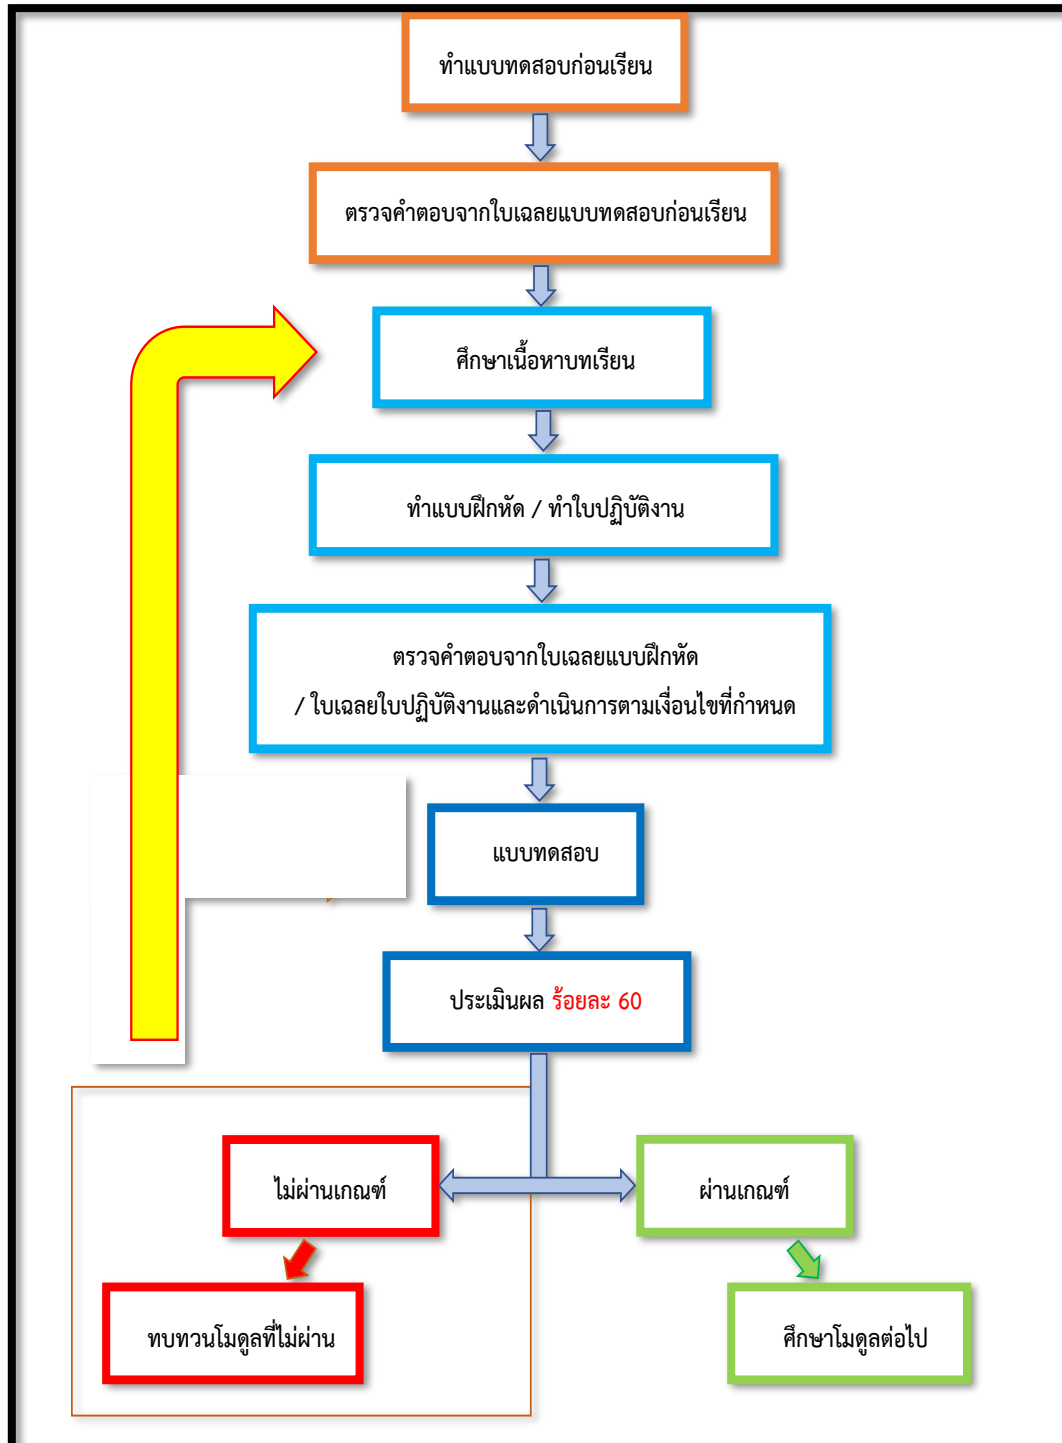 ทำแบบทดสอบก่อนเรียน
ตรวจคำตอบจากใบเฉลยแบบทดสอบก่อนเรียน
ศึกษาเนื้อหาบทเรียน
ทำแบบฝึกหัด / ทำใบปฏิบัติงาน
ตรวจคำตอบจากใบเฉลยแบบฝึกหัด
/ ใบเฉลยใบปฏิบัติงานและดำเนินการตามเงื่อนไขที่กำหนด
แบบทดสอบ
ประเมินผล ร้อยละ 60
ไม่ผ่านเกณฑ์
ผ่านเกณฑ์
ทบทวนโมดูลที่ไม่ผ่าน
ศึกษาโมดูลต่อไป